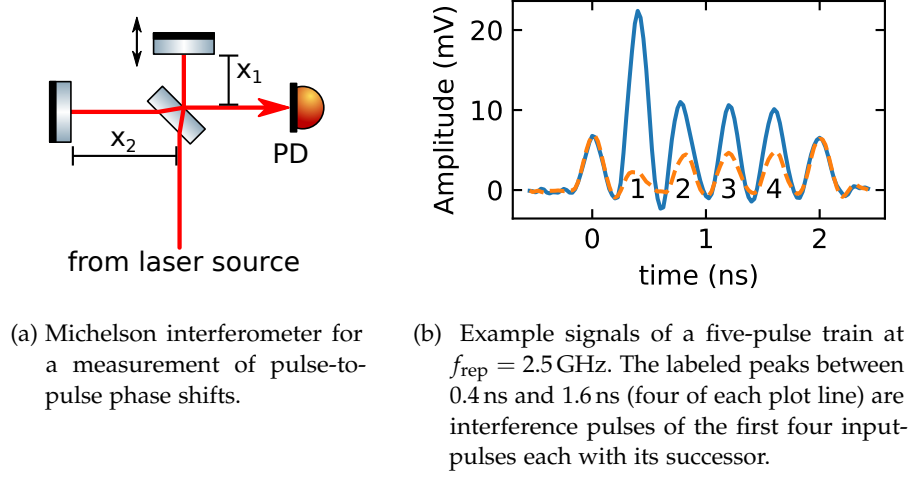 x₁
x₂
PD
from laser source
Amplitude (mV)
20
10
0
1 2 3 4
0 1 2
time (ns)
(a) Michelson interferometer for
a measurement of pulse-to-
pulse phase shifts.
(b) Example signals of a five-pulse train at
f_rep = 2.5 GHz. The labeled peaks between
0.4 ns and 1.6 ns (four of each plot line) are
interference pulses of the first four input-
pulses each with its successor.